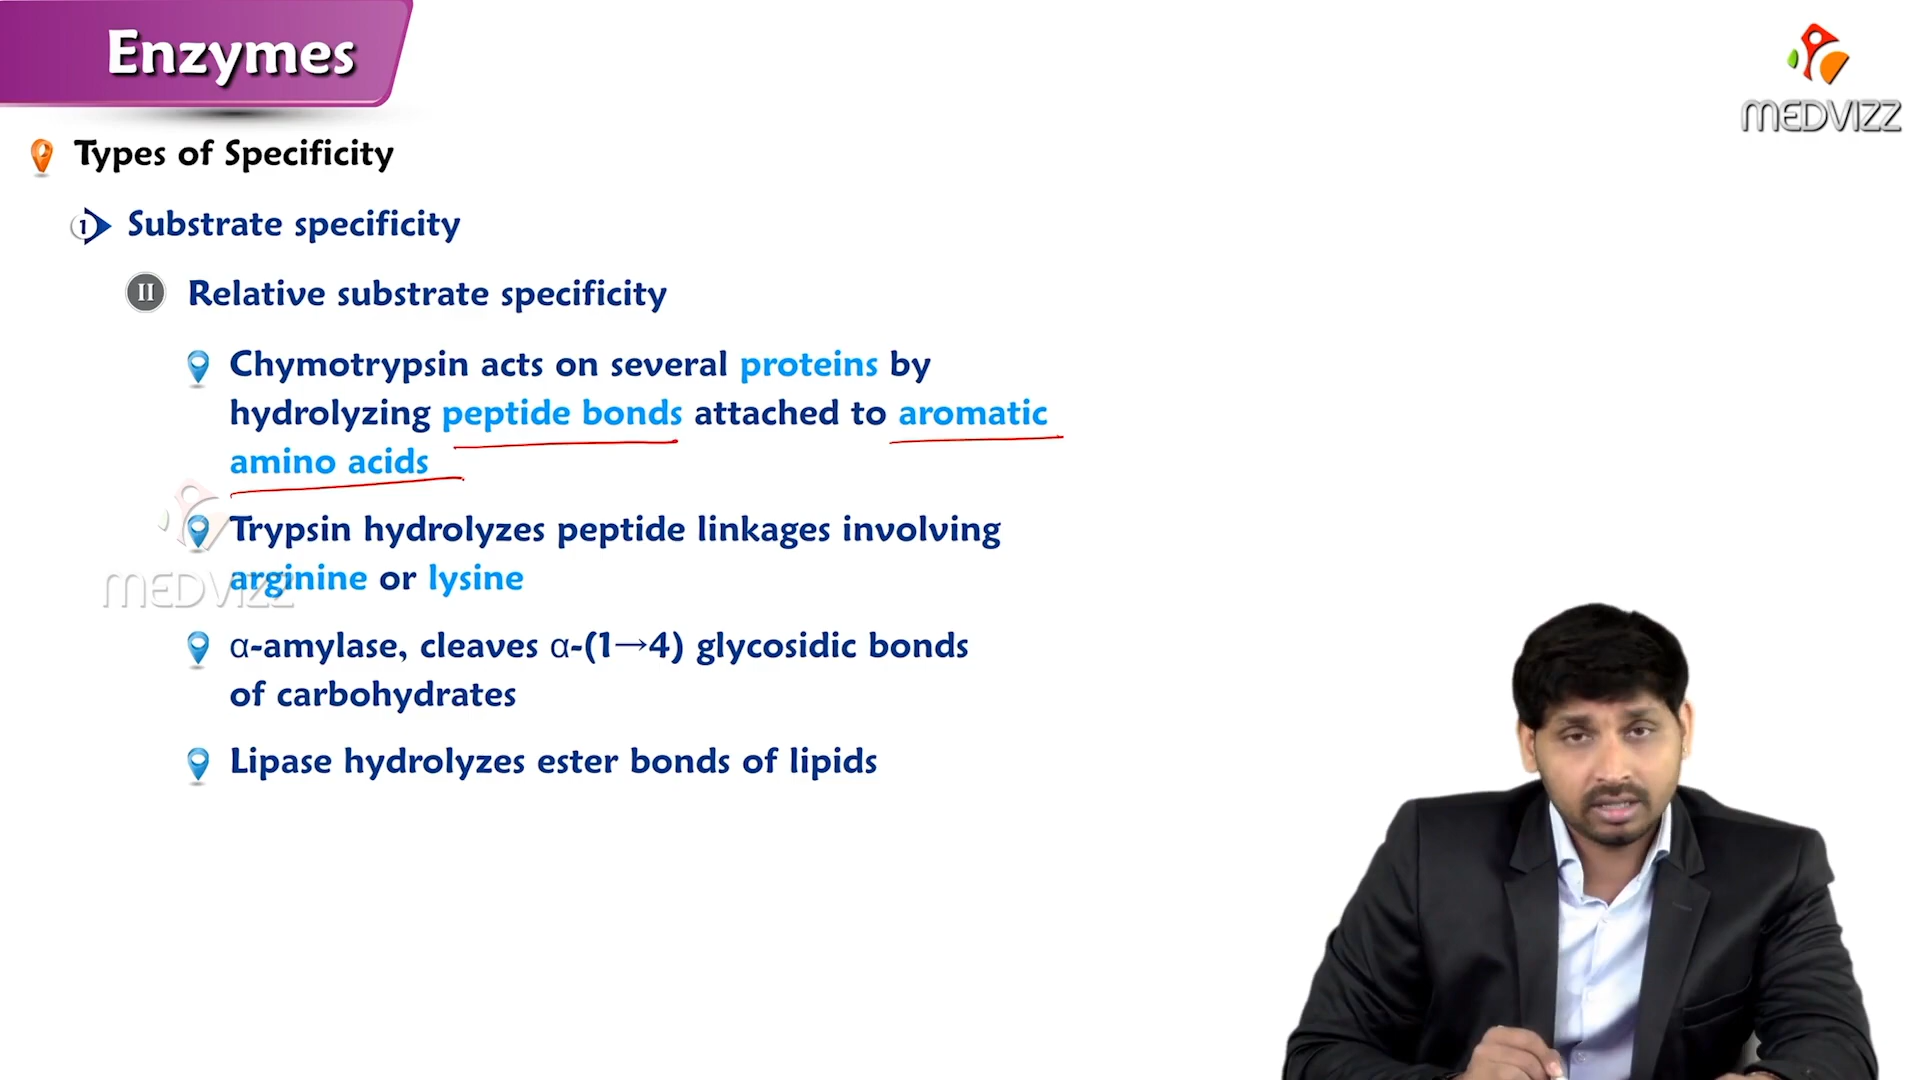 Enzymes
MEDVIZZ
Types of Specificity
1 Substrate specificity
II Relative substrate specificity
Chymotrypsin acts on several proteins by
hydrolyzing peptide bonds attached to aromatic
amino acids
Trypsin hydrolyzes peptide linkages involving
arginine or lysine
MEDVIZZ
α-amylase, cleaves α-(1→4) glycosidic bonds
of carbohydrates
Lipase hydrolyzes ester bonds of lipids